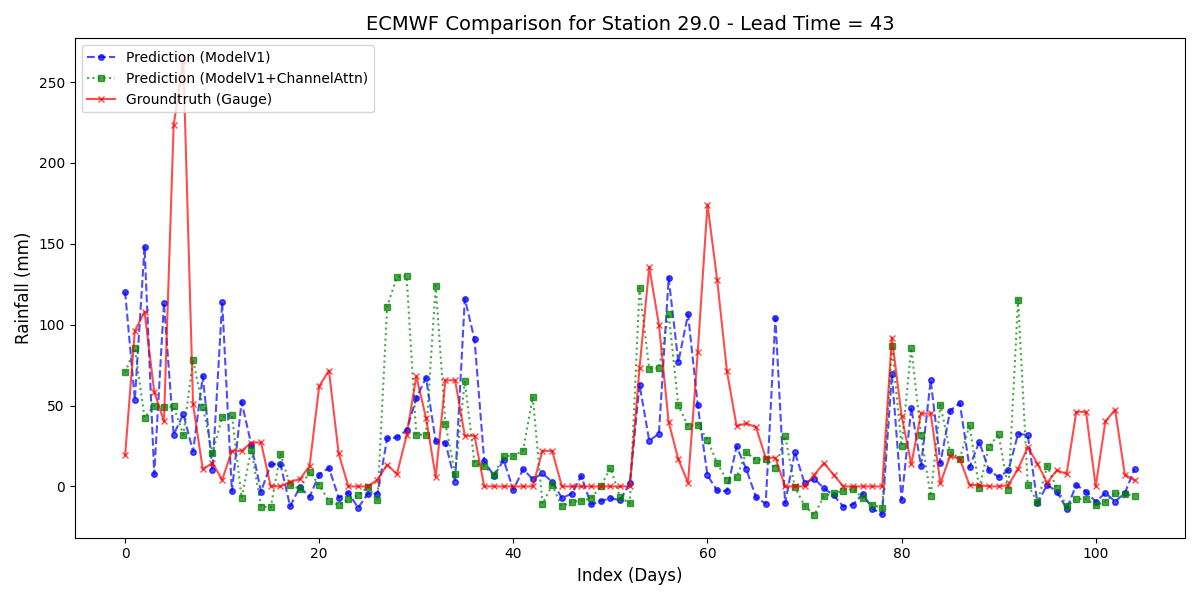 ECMWF Comparison for Station 29.0 - Lead Time = 43
Prediction (ModelV1)
Prediction (ModelV1+ChannelAttn)
Groundtruth (Gauge)
Rainfall (mm)
250
200
150
100
50
0
0
20
40
60
80
100
Index (Days)